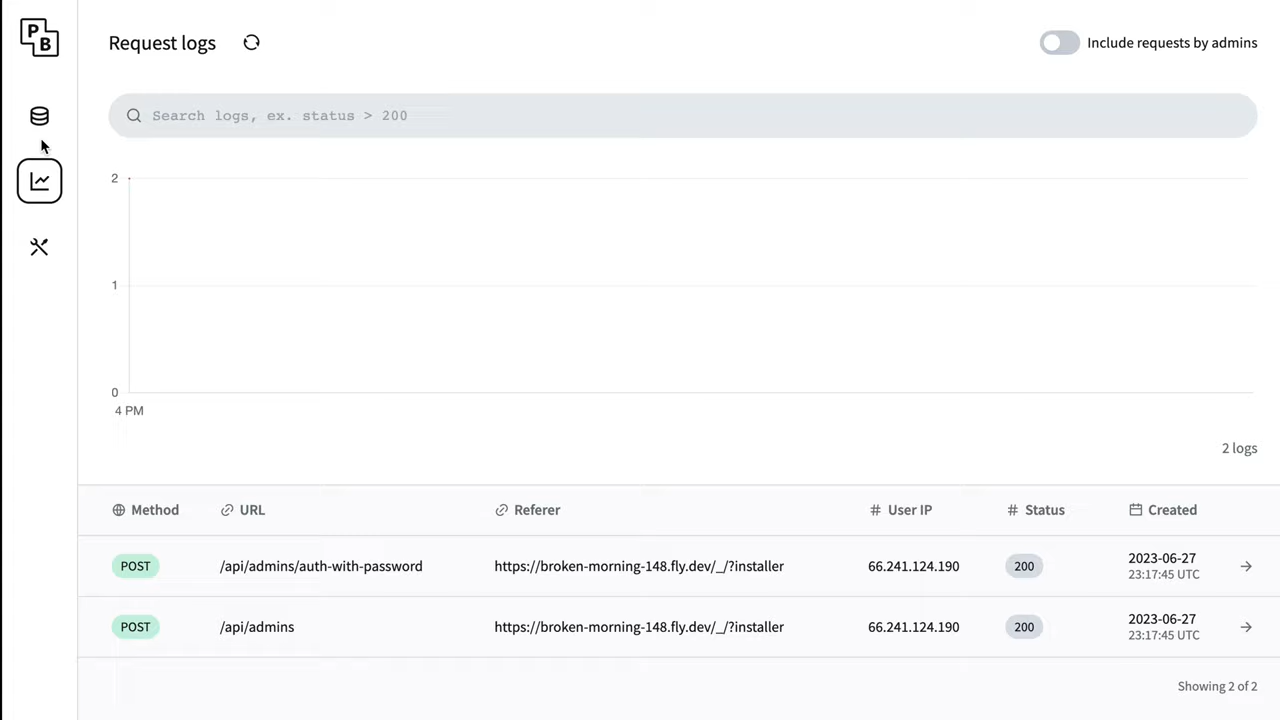 P
B
Request logs
Include requests by admins
Search logs, ex. status > 200
2
1
0
4 PM
2 logs
Method URL Referer # User IP # Status Created
POST /api/admins/auth-with-password https://broken-morning-148.fly.dev/_/?installer 66.241.124.190 200 2023-06-27
23:17:45 UTC
POST /api/admins https://broken-morning-148.fly.dev/_/?installer 66.241.124.190 200 2023-06-27
23:17:45 UTC
Showing 2 of 2